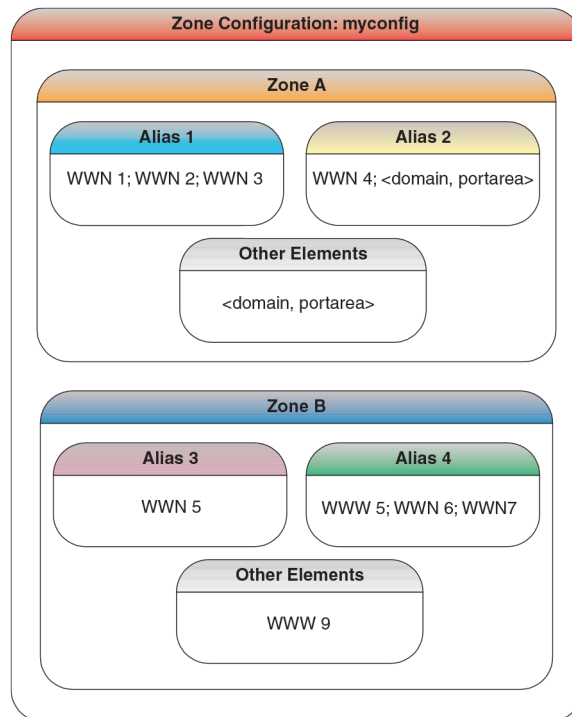 Zone Configuration: myconfig
Zone A
Alias 1
WWN 1; WWN 2; WWN 3
Alias 2
WWN 4; <domain, portarea>
Other Elements
<domain, portarea>
Zone B
Alias 3
WWN 5
Alias 4
WWW 5; WWN 6; WWN7
Other Elements
WWW 9